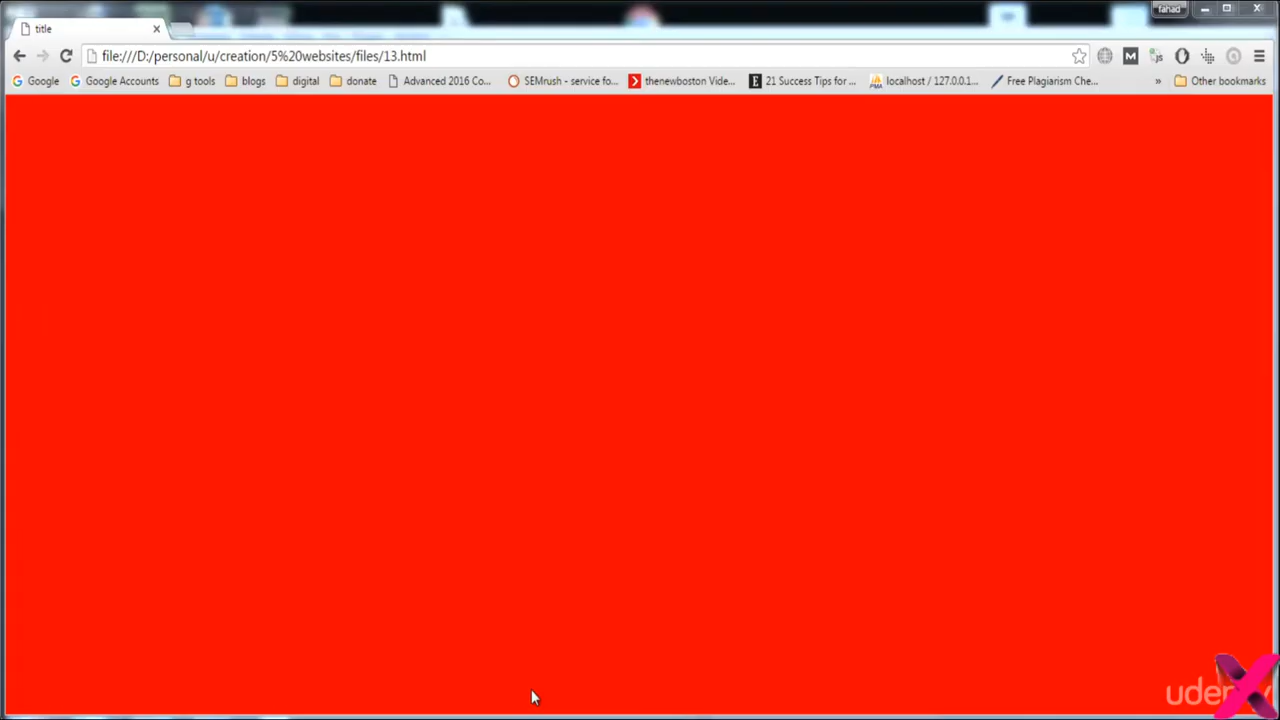 fahad
title
file:///D:/personal/u/creation/5%20websites/files/13.html
Google Google Accounts g tools blogs digital donate Advanced 2016 Co... SEMrush - service fo... thenewboston Vide... 21 Success Tips for ... localhost / 127.0.0.1... Free Plagiarism Che... » Other bookmarks
udemy